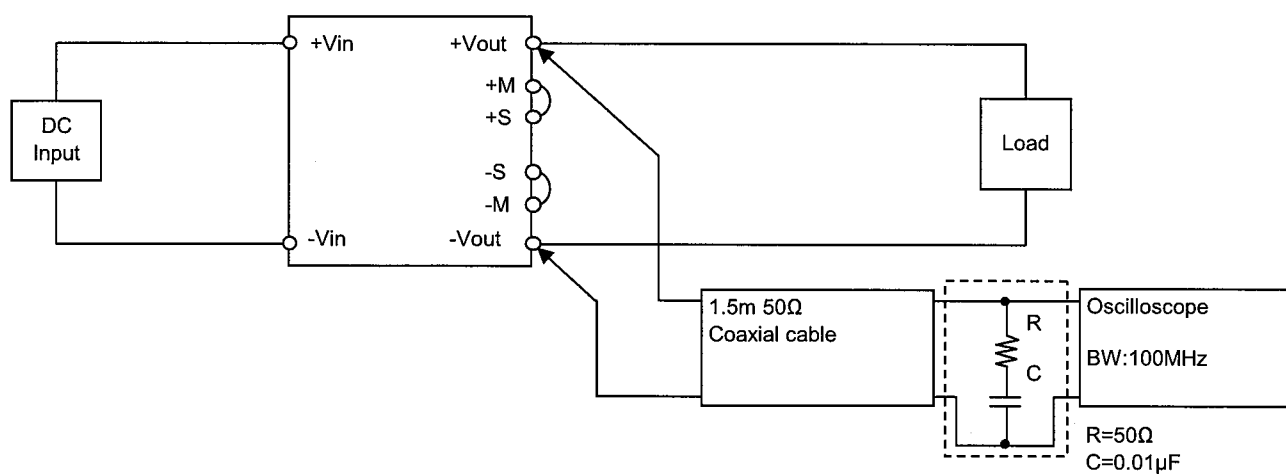 +Vin
+Vout
+M
+S
DC
Input
Load
-S
-M
-Vin
-Vout
1.5m 50Ω
Coaxial cable
R
C
Oscilloscope
BW:100MHz
R=50Ω
C=0.01µF